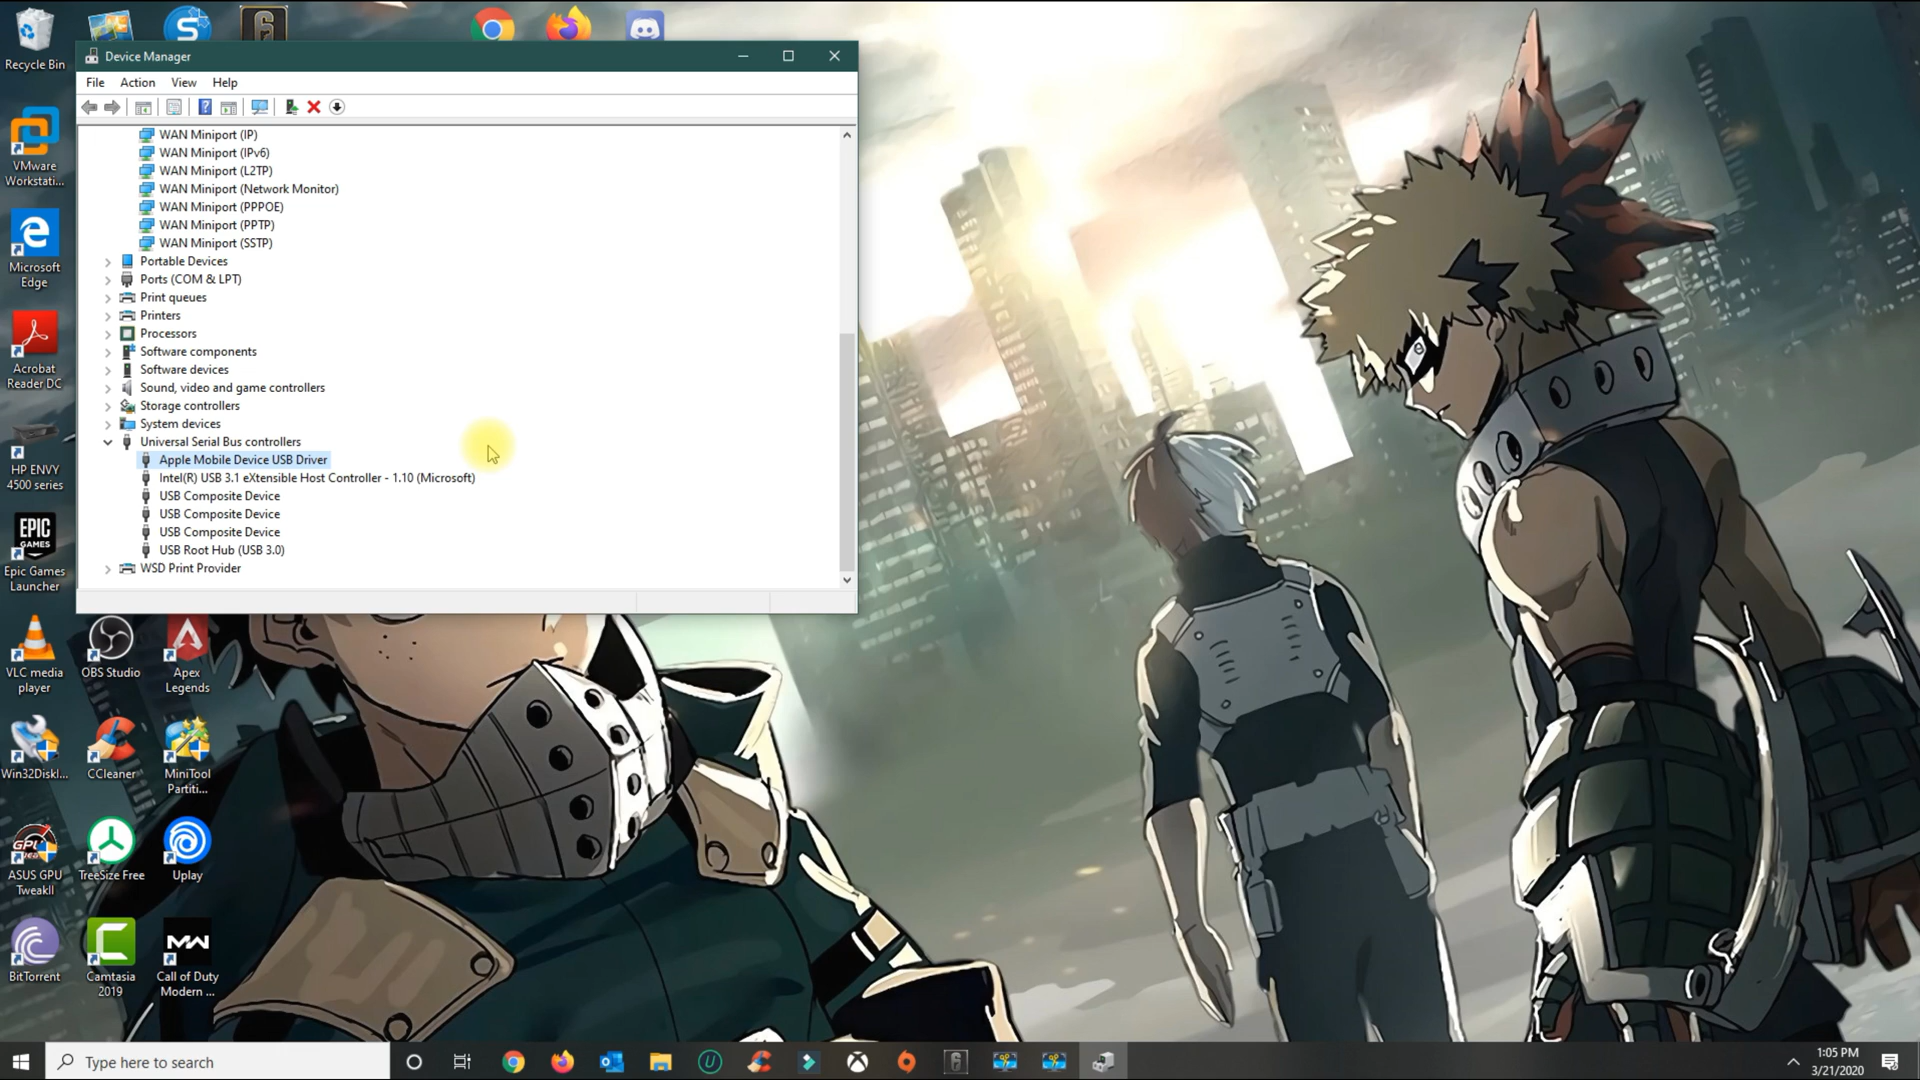 Recycle Bin
VMware
Workstati...
Microsoft
Edge
Acrobat
Reader DC
HP ENVY
4500 series
EPIC
GAMES
Epic Games
Launcher
VLC media
player
OBS Studio
Apex
Legends
Win32DiskI...
CCleaner
MiniTool
Partiti...
GPU
ASUS GPU
TweakII
TreeSize Free
Uplay
BitTorrent
Camtasia
2019
MW
Call of Duty
Modern ...
Device Manager
File Action View Help
WAN Miniport (IP)
WAN Miniport (IPv6)
WAN Miniport (L2TP)
WAN Miniport (Network Monitor)
WAN Miniport (PPPOE)
WAN Miniport (PPTP)
WAN Miniport (SSTP)
Portable Devices
Ports (COM & LPT)
Print queues
Printers
Processors
Software components
Software devices
Sound, video and game controllers
Storage controllers
System devices
Universal Serial Bus controllers
Apple Mobile Device USB Driver
Intel(R) USB 3.1 eXtensible Host Controller - 1.10 (Microsoft)
USB Composite Device
USB Composite Device
USB Composite Device
USB Root Hub (USB 3.0)
WSD Print Provider
Type here to search
1:05 PM
3/21/2020